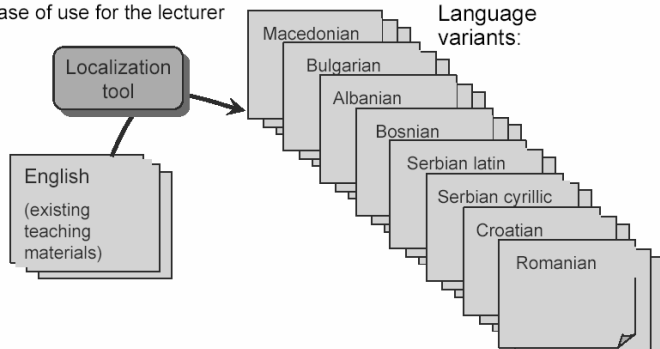 ase of use for the lecturer
Language
variants:
Localization
tool
English
(existing
teaching
materials)
Macedonian
Bulgarian
Albanian
Bosnian
Serbian latin
Serbian cyrillic
Croatian
Romanian